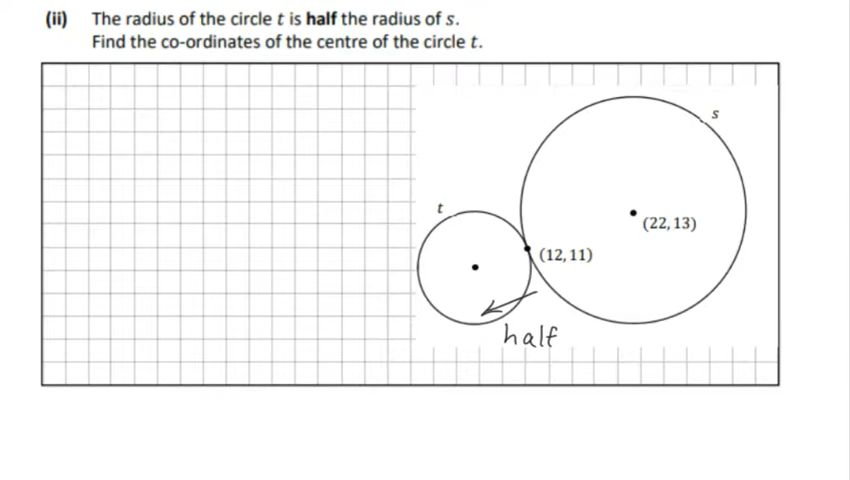 (ii) The radius of the circle t is half the radius of s.
Find the co-ordinates of the centre of the circle t.
s
t
(22, 13)
(12, 11)
half